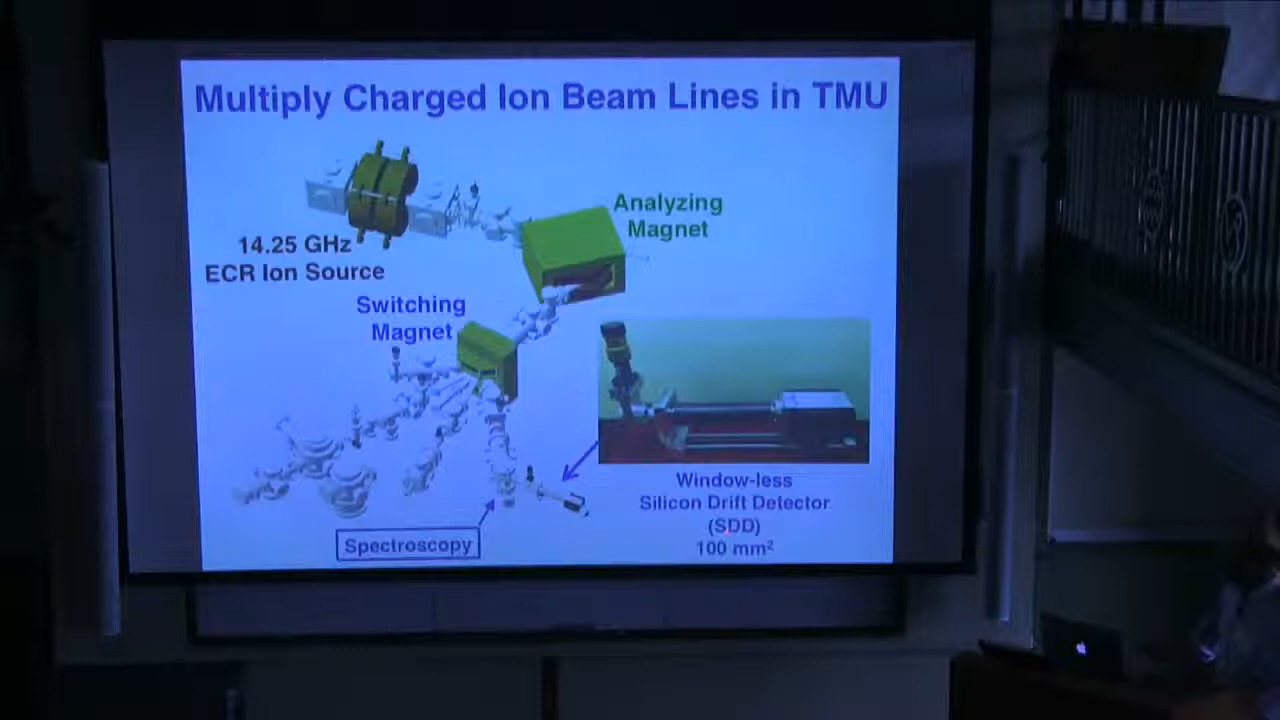 Multiply Charged Ion Beam Lines in TMU
Analyzing
Magnet
14.25 GHz
ECR Ion Source
Switching
Magnet
Window-less
Silicon Drift Detector
(SDD)
100 mm²
Spectroscopy